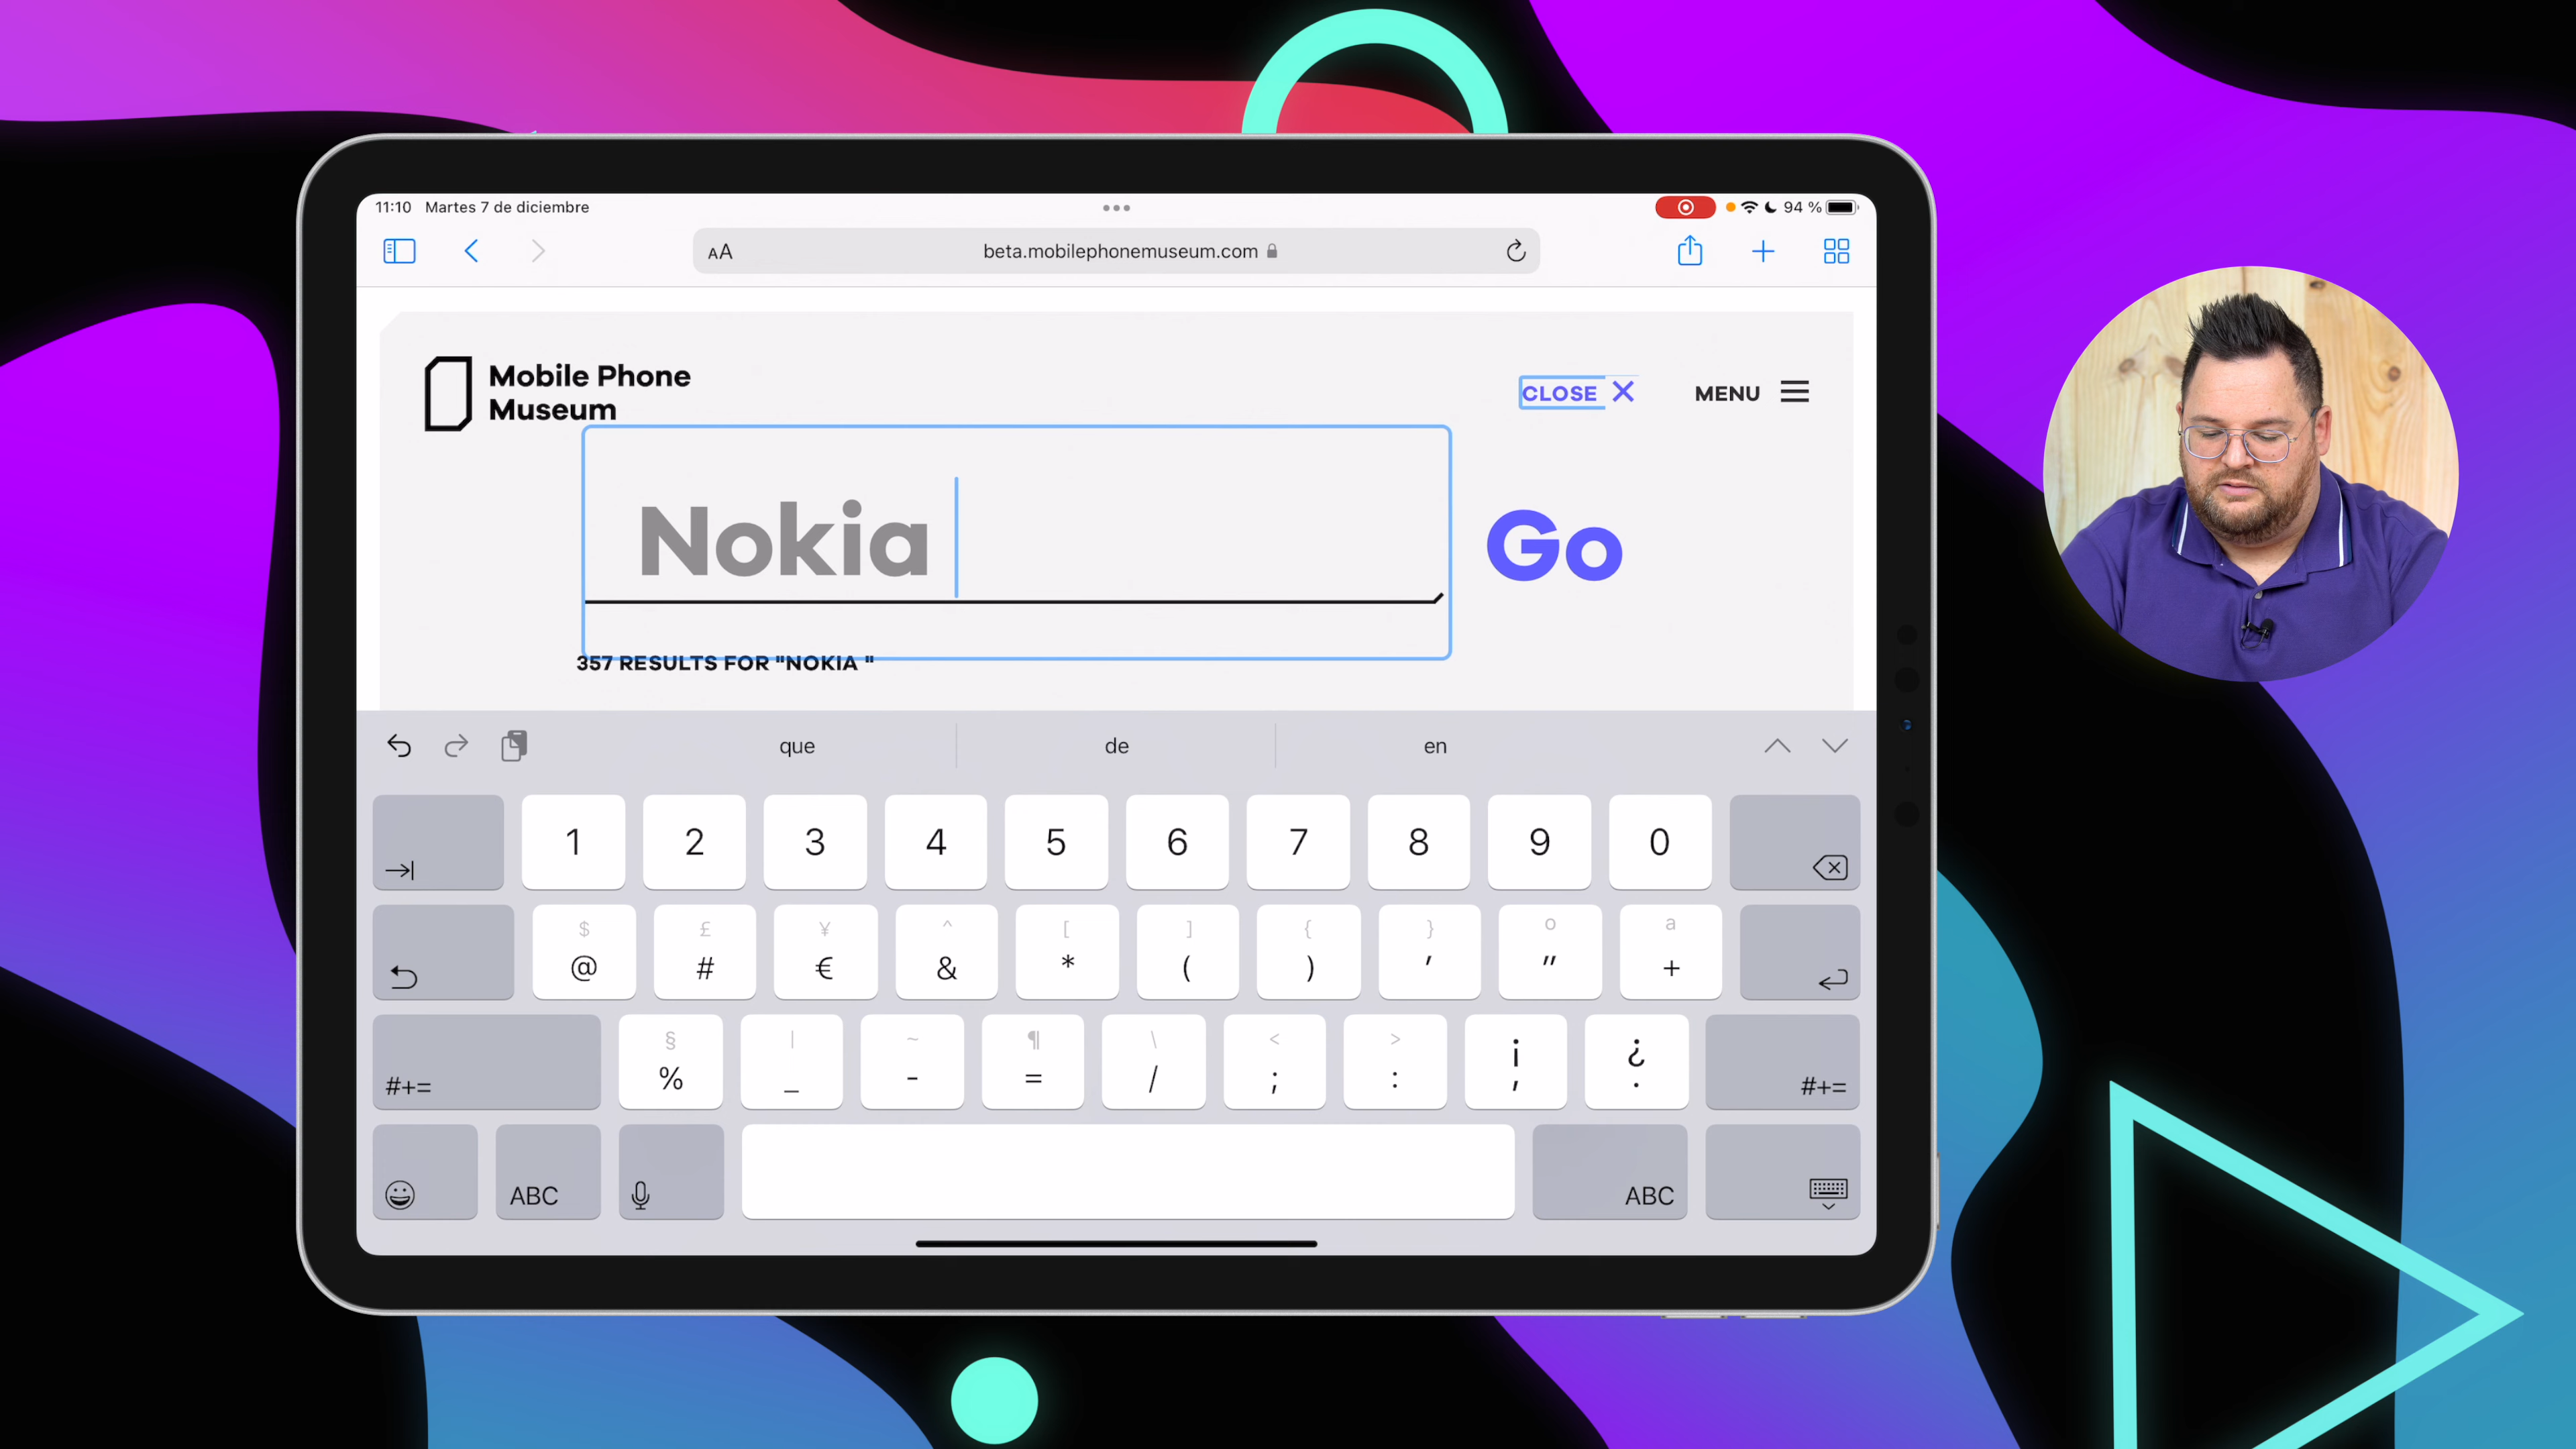 11:10 Martes 7 de diciembre
94 %
AA beta.mobilephonemuseum.com
Mobile Phone
Museum
CLOSE MENU
Nokia
Go
357 RESULTS FOR "NOKIA "
que de en
1 2 3 4 5 6 7 8 9 0
$ £ ¥ ^ [ ] { } º ª
@ # € & * ( ) ' " +
§ | ~ ¶ \ < > ¡ ¿
#+= % _ - = / ; : , . #+=
ABC ABC